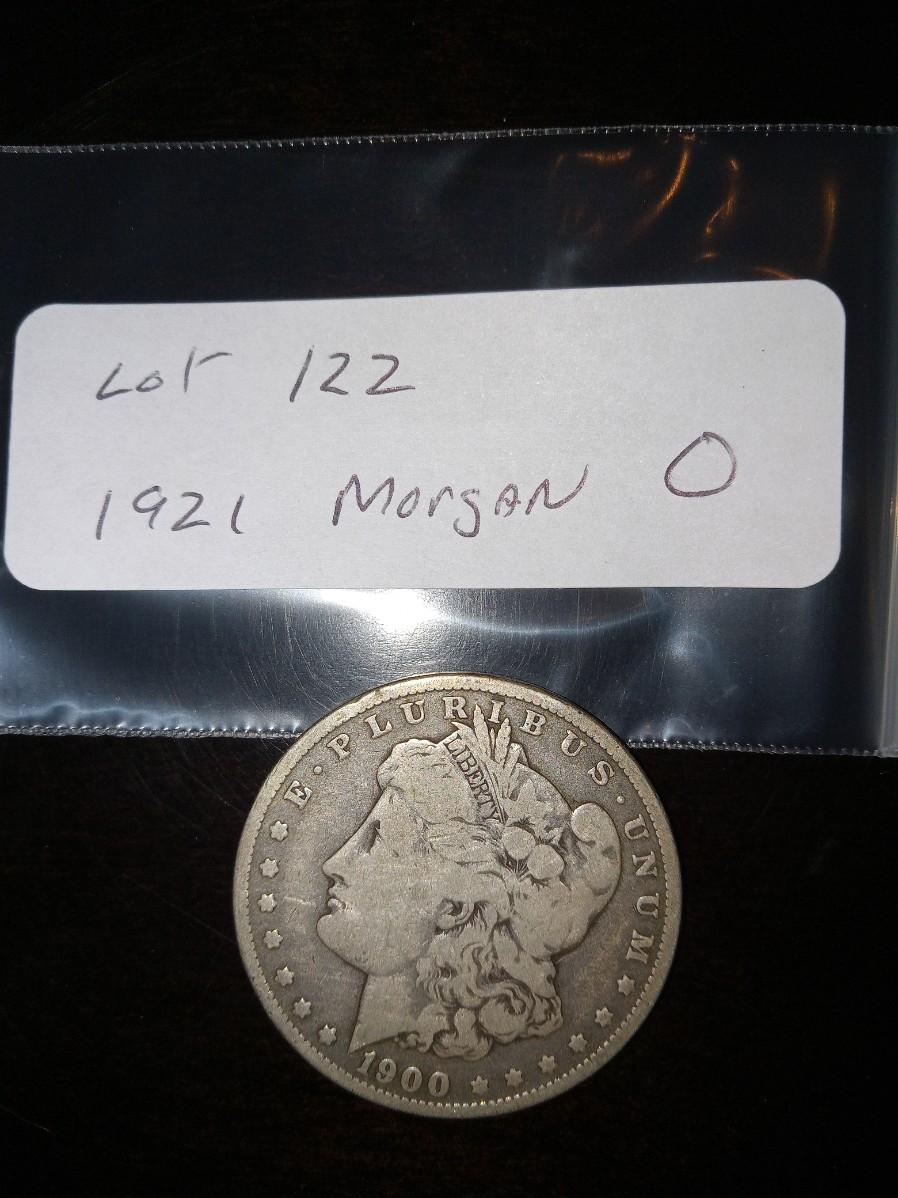 Lot 122
1921 Morgan O
E·PLURIBUS·UNUM
LIBERTY
1900